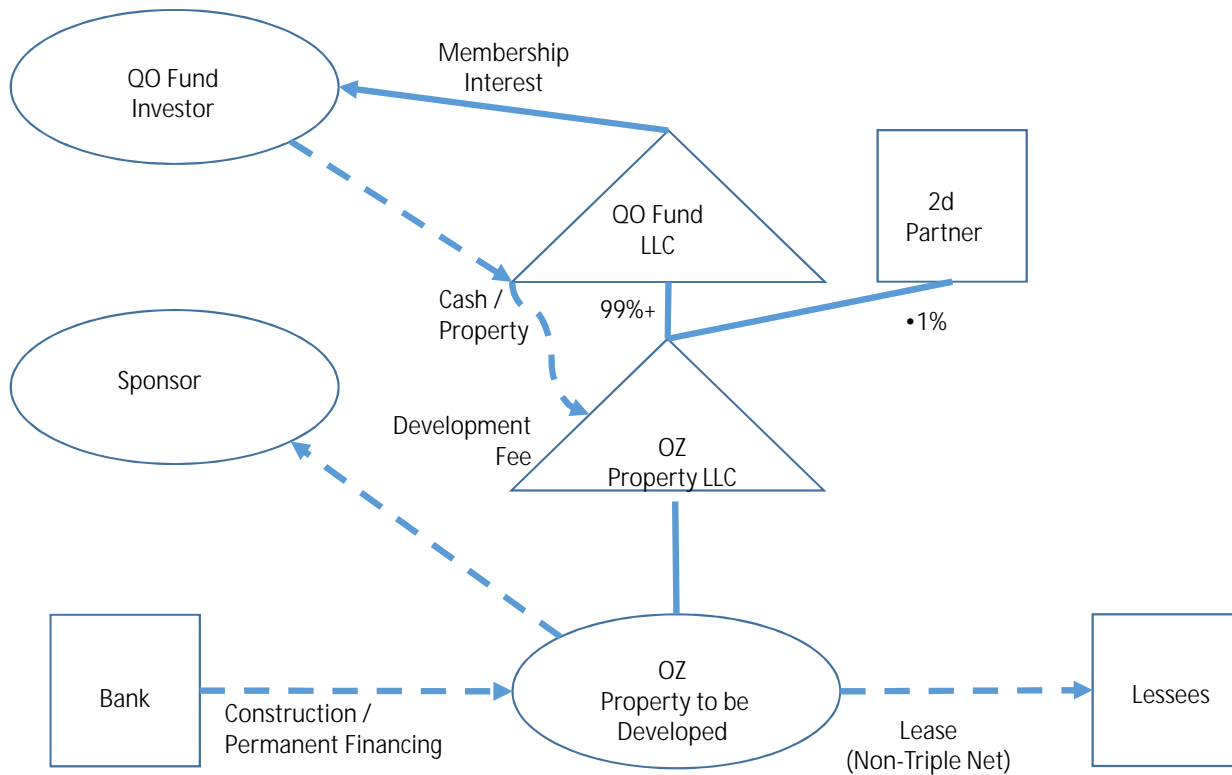 Membership
Interest
QO Fund
Investor
QO Fund
LLC
2d
Partner
Cash /
Property
99%+
•1%
Sponsor
Development
Fee
OZ
Property LLC
Bank
Construction /
Permanent Financing
OZ
Property to be
Developed
Lease
(Non-Triple Net)
Lessees